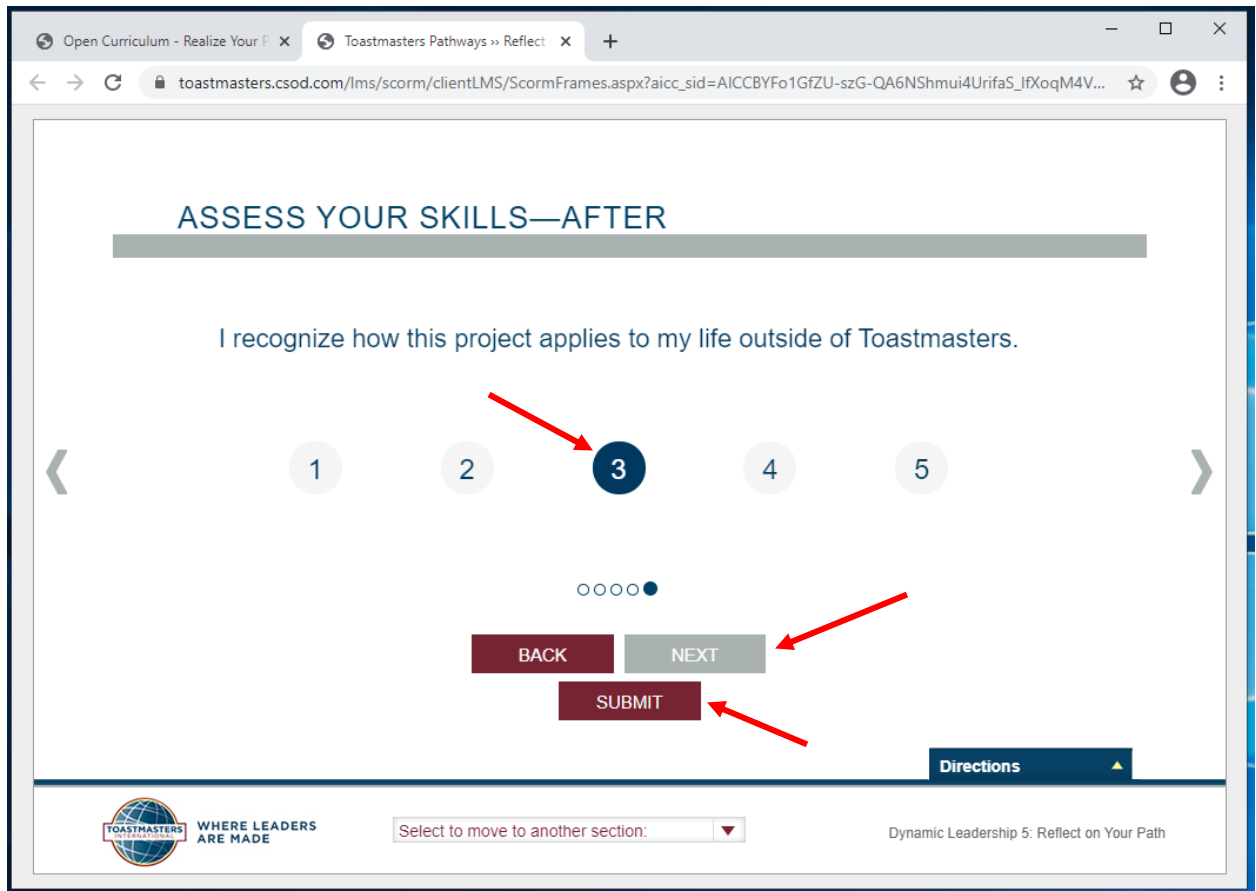 Open Curriculum - Realize Your P
Toastmasters Pathways ›› Reflect
toastmasters.csod.com/lms/scorm/clientLMS/ScormFrames.aspx?aicc_sid=AICCBYFo1GfZU-szG-QA6NShmui4UrifaS_lfXoqM4V...
ASSESS YOUR SKILLS—AFTER
I recognize how this project applies to my life outside of Toastmasters.
1 2 3 4 5
BACK NEXT
SUBMIT
Directions
TOASTMASTERS
INTERNATIONAL
WHERE LEADERS
ARE MADE
Select to move to another section:
Dynamic Leadership 5: Reflect on Your Path